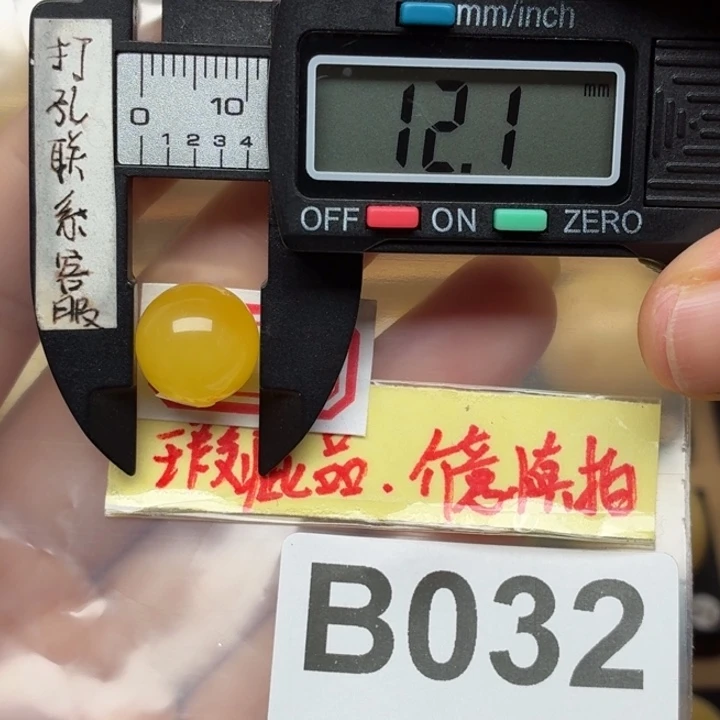 打孔联系客服
mm/inch
0 10
1 2 3 4
12.1 mm
OFF ON ZERO
瑕疵品.介意慎拍
B032